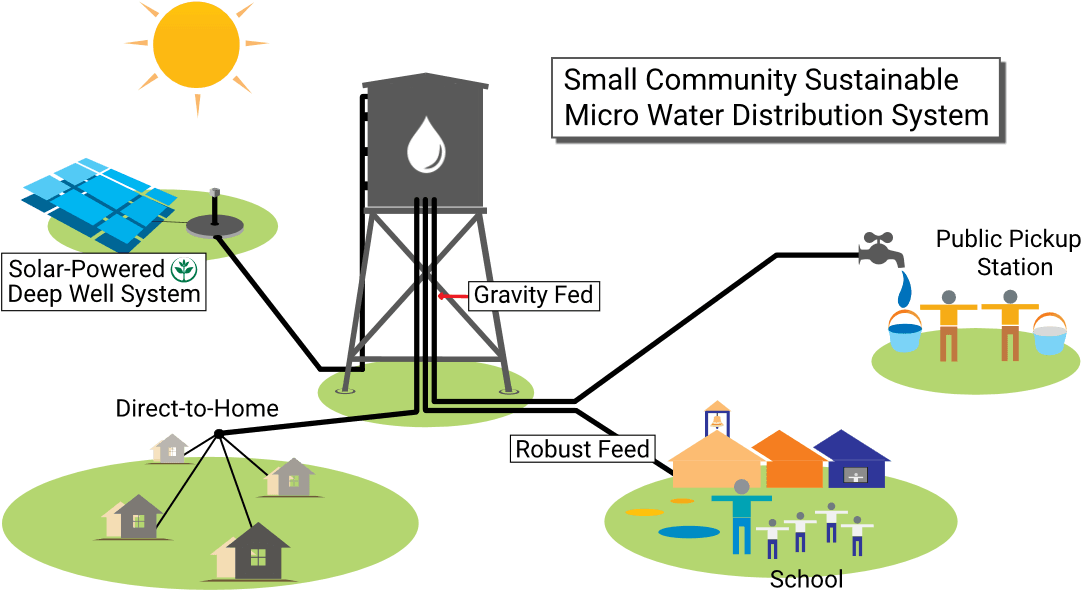 Small Community Sustainable
Micro Water Distribution System
Solar-Powered
Deep Well System
Gravity Fed
Public Pickup
Station
Direct-to-Home
Robust Feed
School